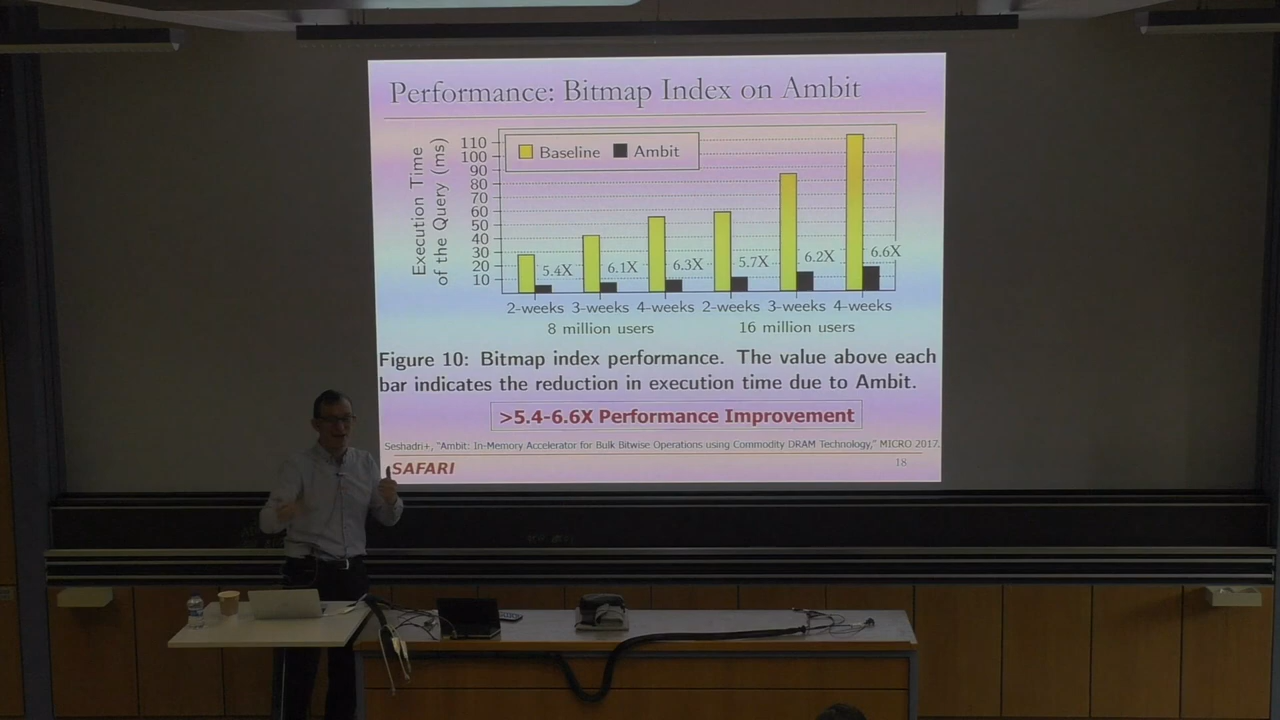 Performance: Bitmap Index on Ambit
Execution Time
of the Query (ms)
110
100
90
80
70
60
50
40
30
20
10
Baseline
Ambit
5.4X
6.1X
6.3X
5.7X
6.2X
6.6X
2-weeks 3-weeks 4-weeks 2-weeks 3-weeks 4-weeks
8 million users 16 million users
Figure 10: Bitmap index performance. The value above each
bar indicates the reduction in execution time due to Ambit.
>5.4-6.6X Performance Improvement
Seshadri+, "Ambit: In-Memory Accelerator for Bulk Bitwise Operations using Commodity DRAM Technology," MICRO 2017.
SAFARI
18